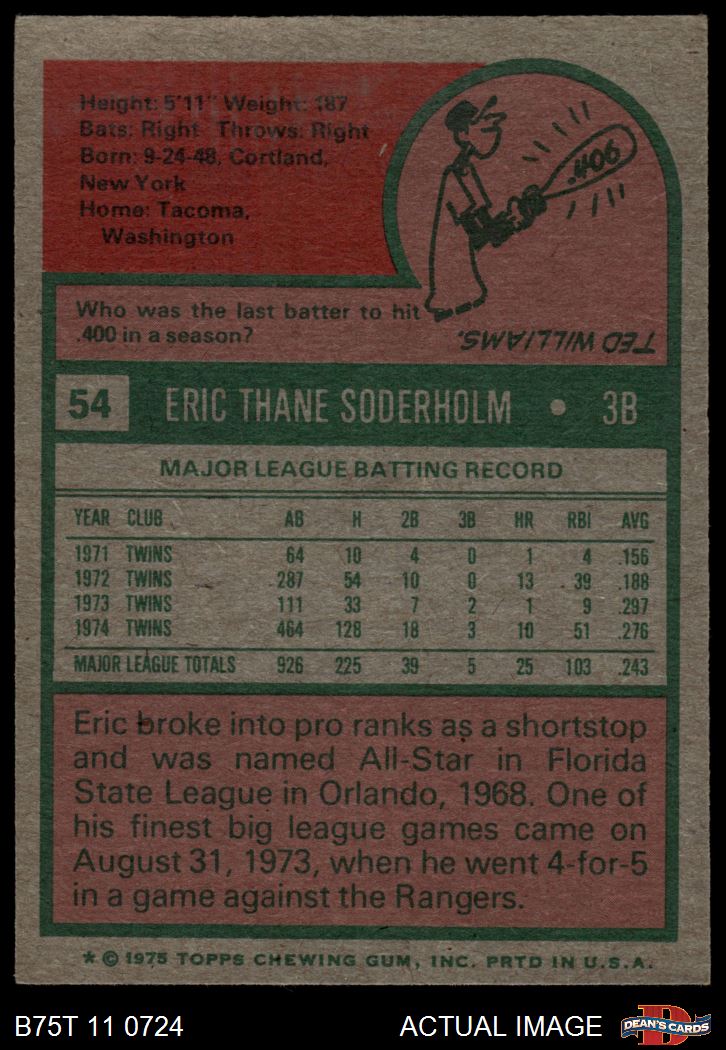 Height: 5'11" Weight: 187
Bats: Right Throws: Right
Born: 9-24-48, Cortland,
New York
Home: Tacoma,
Washington
.406
Who was the last batter to hit
.400 in a season?
TED WILLIAMS.
54 ERIC THANE SODERHOLM • 3B
MAJOR LEAGUE BATTING RECORD
YEAR CLUB AB H 2B 3B HR RBI AVG
1971 TWINS 64 10 4 0 1 4 .156
1972 TWINS 287 54 10 0 13 39 .188
1973 TWINS 111 33 7 2 1 9 .297
1974 TWINS 464 128 18 3 10 51 .276
MAJOR LEAGUE TOTALS 926 225 39 5 25 103 .243
Eric broke into pro ranks as a shortstop
and was named All-Star in Florida
State League in Orlando, 1968. One of
his finest big league games came on
August 31, 1973, when he went 4-for-5
in a game against the Rangers.
* © 1975 TOPPS CHEWING GUM, INC. PRTD IN U.S.A.
B75T 11 0724 ACTUAL IMAGE DEAN'S CARDS